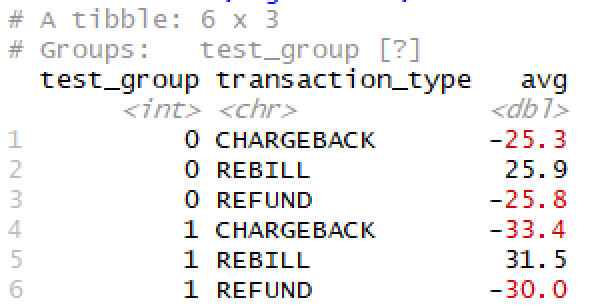 # A tibble: 6 x 3
# Groups:   test_group [?]
  test_group transaction_type   avg
       <int> <chr>            <dbl>
1          0 CHARGEBACK       -25.3
2          0 REBILL            25.9
3          0 REFUND           -25.8
4          1 CHARGEBACK       -33.4
5          1 REBILL            31.5
6          1 REFUND           -30.0